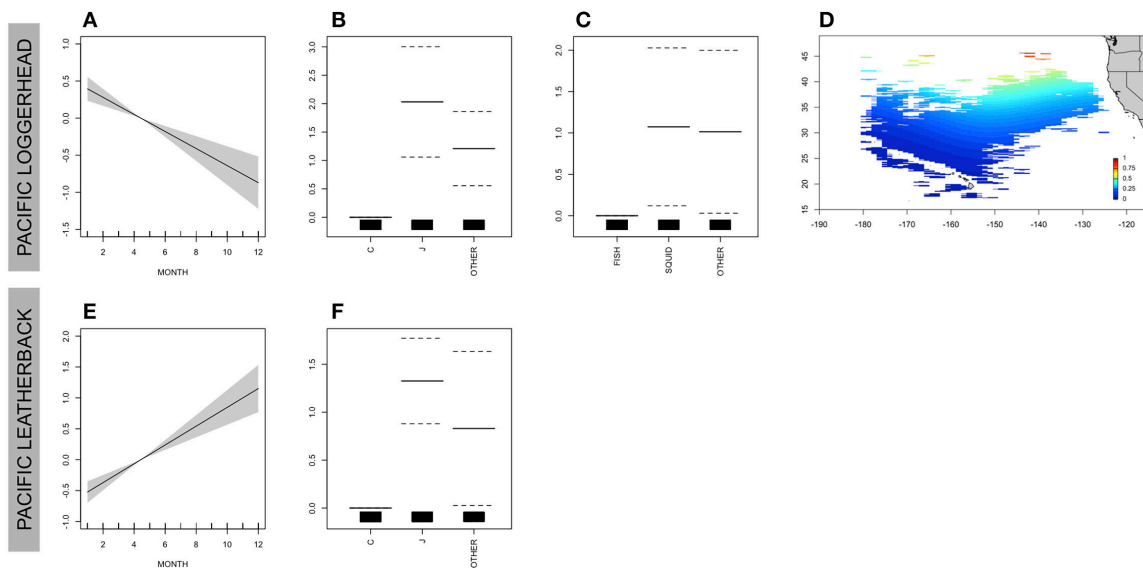 PACIFIC LOGGERHEAD
A
1.0
0.5
0.0
-0.5
-1.0
-1.5
2 4 6 8 10 12
MONTH
B
3.0
2.5
2.0
1.5
1.0
0.5
0.0
C J OTHER
C
2.0
1.5
1.0
0.5
0.0
FISH SQUID OTHER
D
45
40
35
30
25
20
15
1
0.75
0.5
0.25
0
-190 -180 -170 -160 -150 -140 -130 -120
PACIFIC LEATHERBACK
E
2.0
1.5
1.0
0.5
0.0
-0.5
-1.0
2 4 6 8 10 12
MONTH
F
1.5
1.0
0.5
0.0
C J OTHER